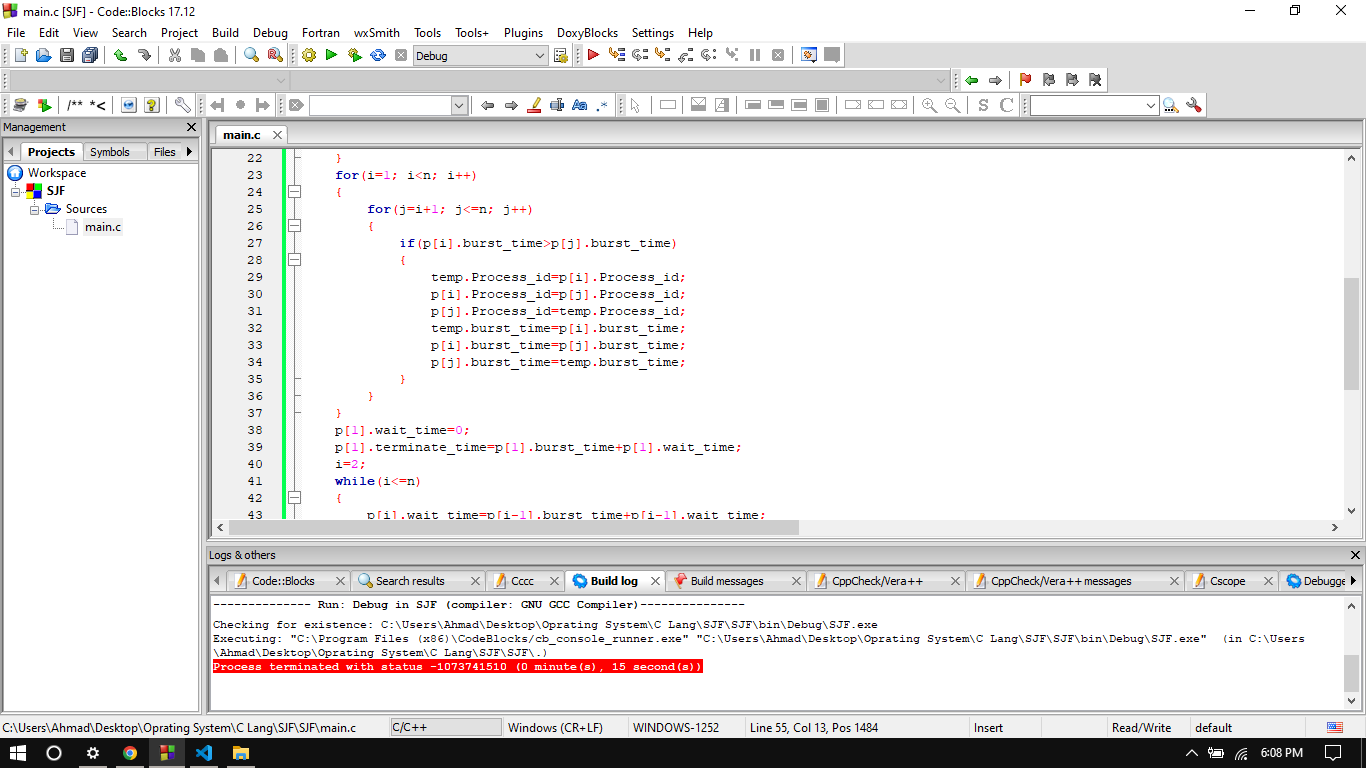 main.c [SJF] - Code::Blocks 17.12
File Edit View Search Project Build Debug Fortran wxSmith Tools Tools+ Plugins DoxyBlocks Settings Help
Debug
/** *<
Aa .*
S C
Management
main.c
Projects Symbols Files
Workspace
SJF
Sources
main.c
22 }
23 for(i=1; i<n; i++)
24 {
25 for(j=i+1; j<=n; j++)
26 {
27 if(p[i].burst_time>p[j].burst_time)
28 {
29 temp.Process_id=p[i].Process_id;
30 p[i].Process_id=p[j].Process_id;
31 p[j].Process_id=temp.Process_id;
32 temp.burst_time=p[i].burst_time;
33 p[i].burst_time=p[j].burst_time;
34 p[j].burst_time=temp.burst_time;
35 }
36 }
37 }
38 p[1].wait_time=0;
39 p[1].terminate_time=p[1].burst_time+p[1].wait_time;
40 i=2;
41 while(i<=n)
42 {
43 p[i].wait_time=p[i-1].burst_time+p[i-1].wait_time;
Logs & others
Code::Blocks Search results Cccc Build log Build messages CppCheck/Vera++ CppCheck/Vera++ messages Cscope Debugge
-------------- Run: Debug in SJF (compiler: GNU GCC Compiler)---------------
Checking for existence: C:\Users\Ahmad\Desktop\Oprating System\C Lang\SJF\SJF\bin\Debug\SJF.exe
Executing: "C:\Program Files (x86)\CodeBlocks/cb_console_runner.exe" "C:\Users\Ahmad\Desktop\Oprating System\C Lang\SJF\SJF\bin\Debug\SJF.exe"  (in C:\Users
\Ahmad\Desktop\Oprating System\C Lang\SJF\SJF\.)
Process terminated with status -1073741510 (0 minute(s), 15 second(s))
C:\Users\Ahmad\Desktop\Oprating System\C Lang\SJF\SJF\main.c C/C++ Windows (CR+LF) WINDOWS-1252 Line 55, Col 13, Pos 1484 Insert Read/Write default
6:08 PM